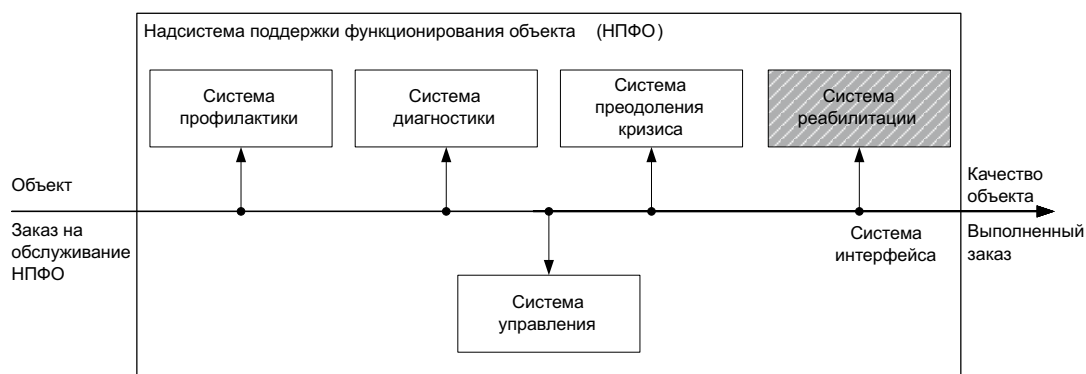 Надсистема поддержки функционирования объекта (НПФО)
Система
профилактики
Система
диагностики
Система
преодоления
кризиса
Система
реабилитации
Объект
Заказ на
обслуживание
НПФО
Качество
объекта
Выполненный
заказ
Система
интерфейса
Система
управления